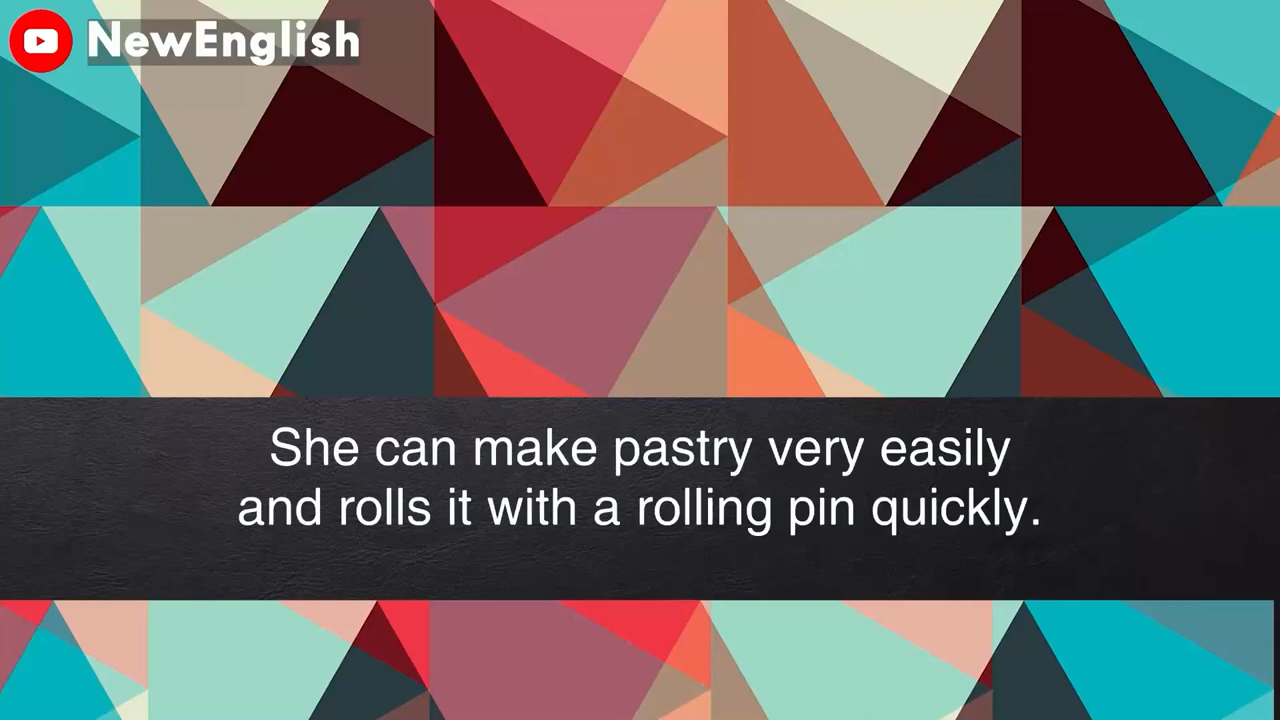 NewEnglish
She can make pastry very easily
and rolls it with a rolling pin quickly.